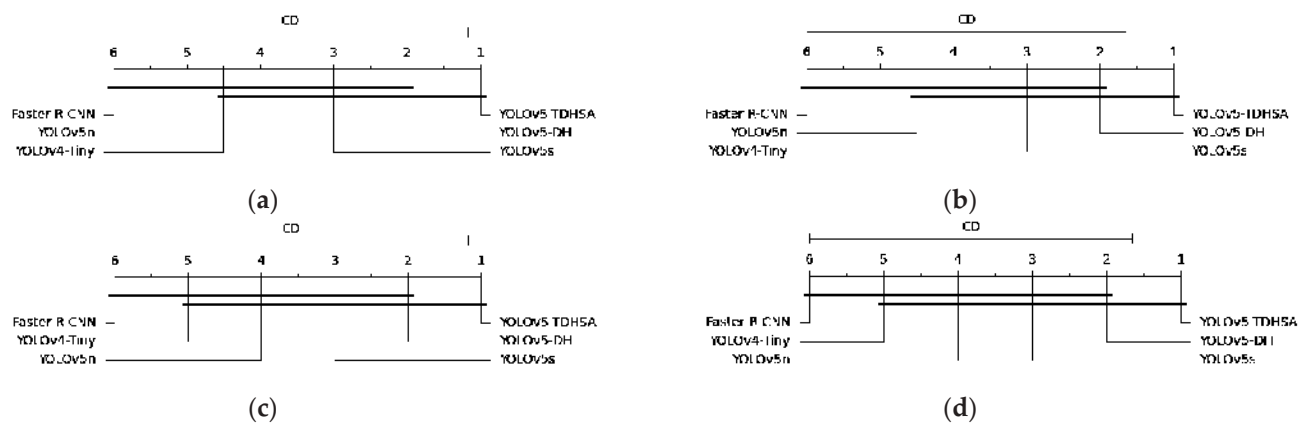 CD
6 5 4 3 2 1
Faster R-CNN YOLOv5 TDHSA
YOLOv5n YOLOv5-DH
YOLOv4-Tiny YOLOv5s
(a)
CD
6 5 4 3 2 1
Faster R-CNN YOLOv5-TDHSA
YOLOv5n YOLOv5 DH
YOLOv4-Tiny YOLOv5s
(b)
CD
6 5 4 3 2 1
Faster R-CNN YOLOv5 TDHSA
YOLOv4-Tiny YOLOv5-DH
YOLOv5n YOLOv5s
(c)
CD
6 5 4 3 2 1
Faster R-CNN YOLOv5 TDHSA
YOLOv4-Tiny YOLOv5-DH
YOLOv5n YOLOv5s
(d)